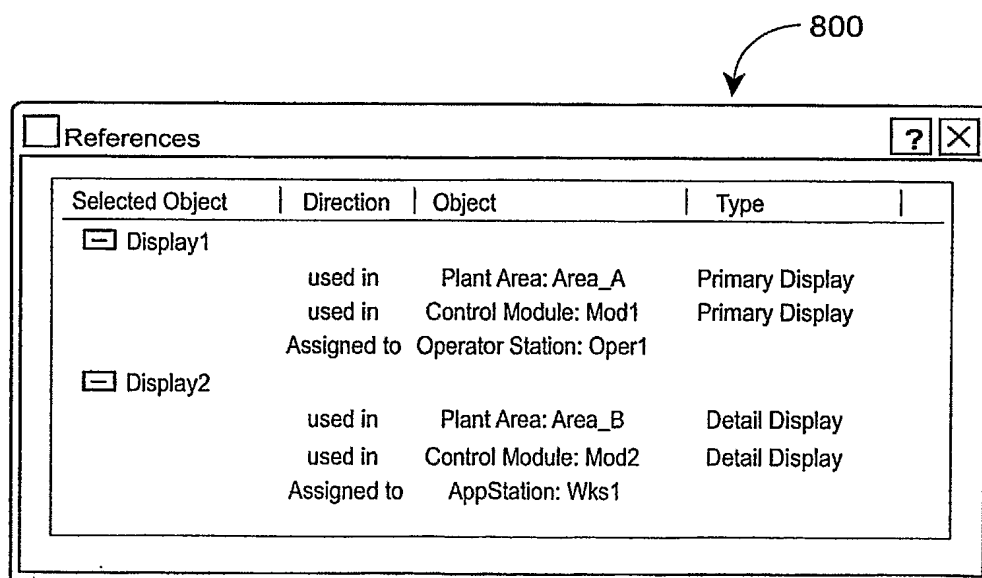 800
References ?
Selected Object Direction Object Type
Display1
used in Plant Area: Area_A Primary Display
used in Control Module: Mod1 Primary Display
Assigned to Operator Station: Oper1
Display2
used in Plant Area: Area_B Detail Display
used in Control Module: Mod2 Detail Display
Assigned to AppStation: Wks1